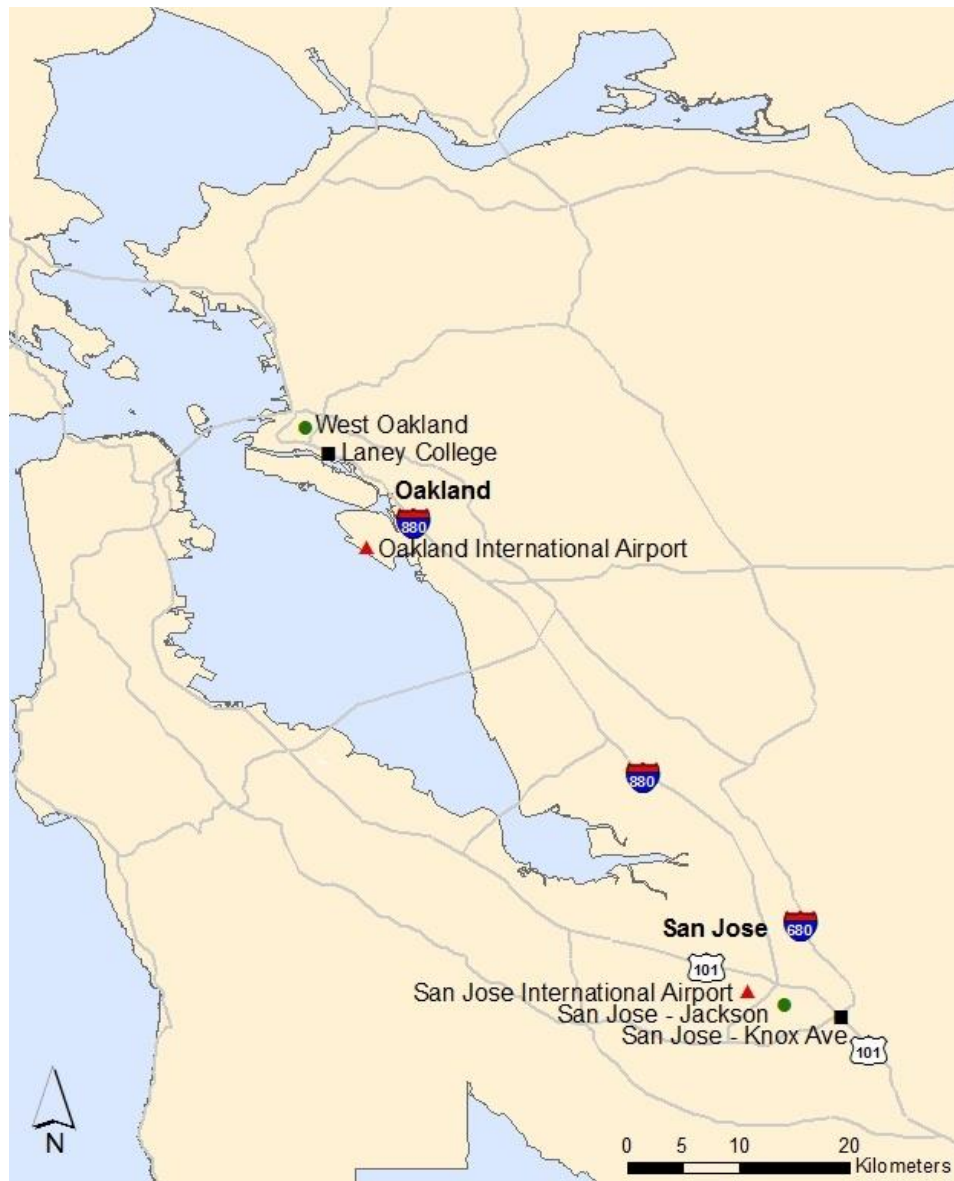 West Oakland
Laney College
Oakland
880
Oakland International Airport
880
San Jose
680
101
San Jose International Airport
San Jose - Jackson
San Jose - Knox Ave
101
N
0 5 10 20
Kilometers